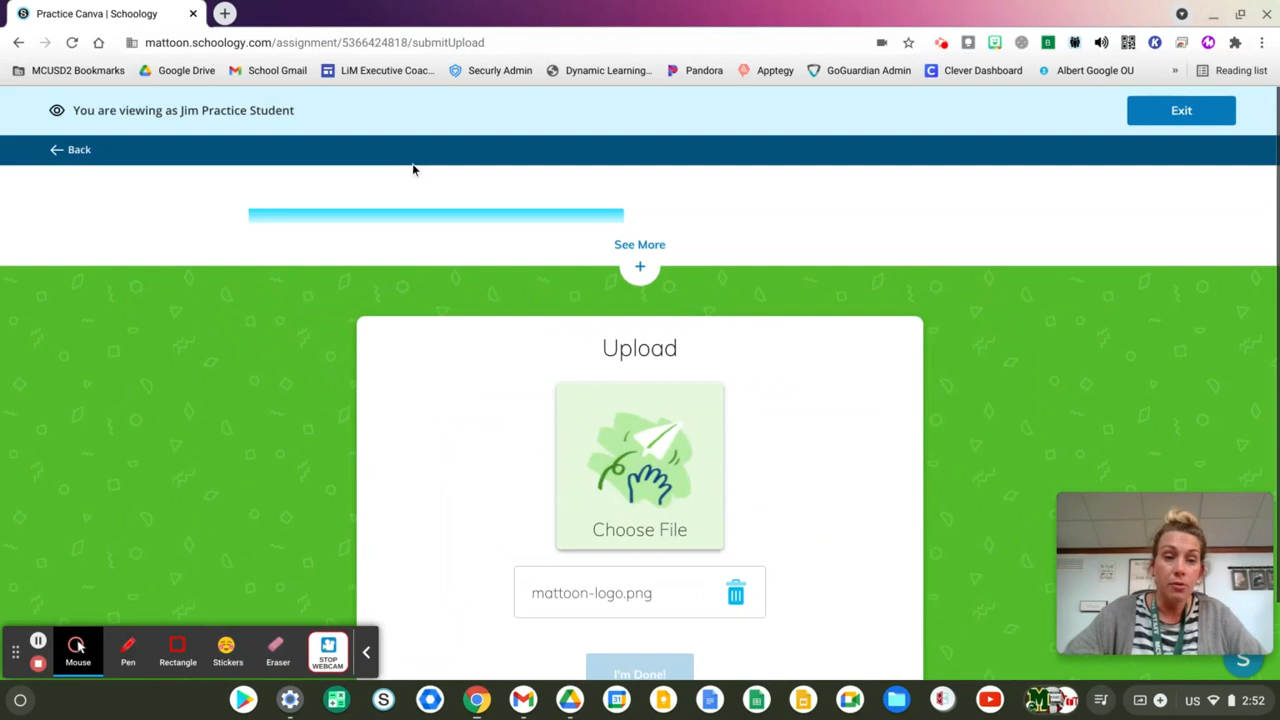 Practice Canva | Schoology
mattoon.schoology.com/assignment/5366424818/submitUpload
MCUSD2 Bookmarks Google Drive School Gmail LiM Executive Coac... Securly Admin Dynamic Learning... Pandora Apptegy GoGuardian Admin Clever Dashboard Albert Google OU » Reading list
You are viewing as Jim Practice Student
Exit
Back
See More
Upload
Choose File
mattoon-logo.png
I'm Done!
Mouse Pen Rectangle Stickers Eraser STOP WEBCAM
US 2:52